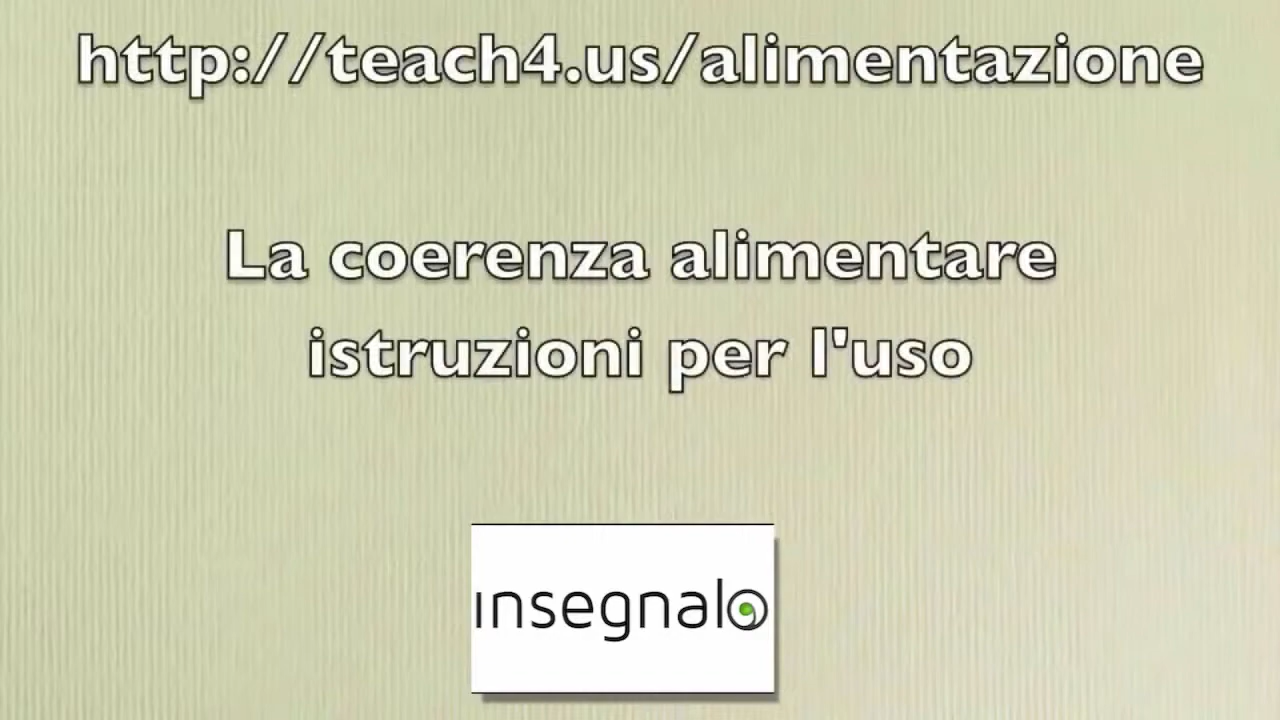 http://teach4.us/alimentazione
La coerenza alimentare
istruzioni per l'uso
insegnalo